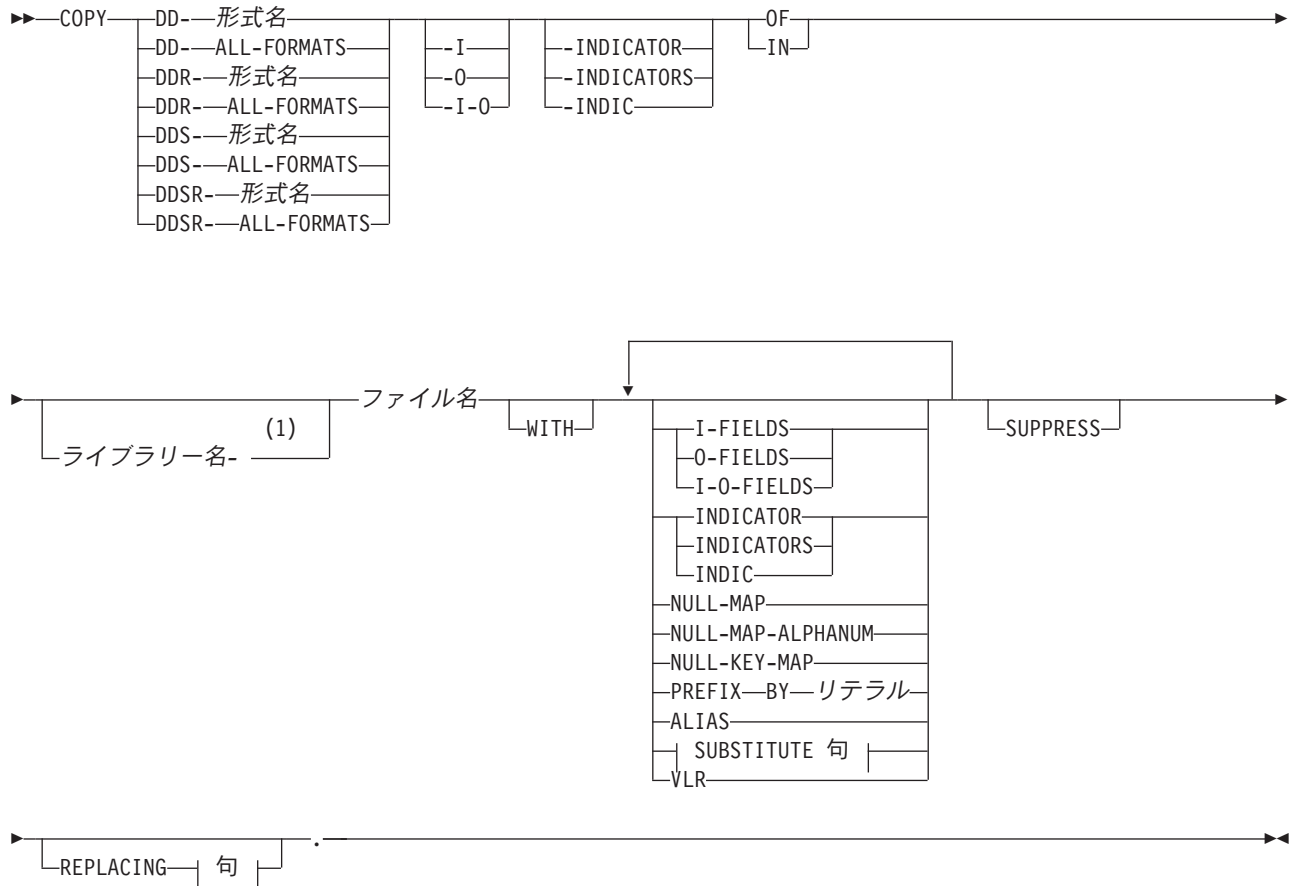 COPY DD- 形式名 OF
DD- ALL-FORMATS -I -INDICATOR IN
DDR- 形式名 -O -INDICATORS
DDR- ALL-FORMATS -I-O -INDIC
DDS- 形式名
DDS- ALL-FORMATS
DDSR- 形式名
DDSR- ALL-FORMATS
ファイル名
(1) WITH I-FIELDS SUPPRESS
ライブラリー名- O-FIELDS
I-O-FIELDS
INDICATOR
INDICATORS
INDIC
NULL-MAP
NULL-MAP-ALPHANUM
NULL-KEY-MAP
PREFIX BY リテラル
ALIAS
SUBSTITUTE 句
VLR
.
REPLACING 句